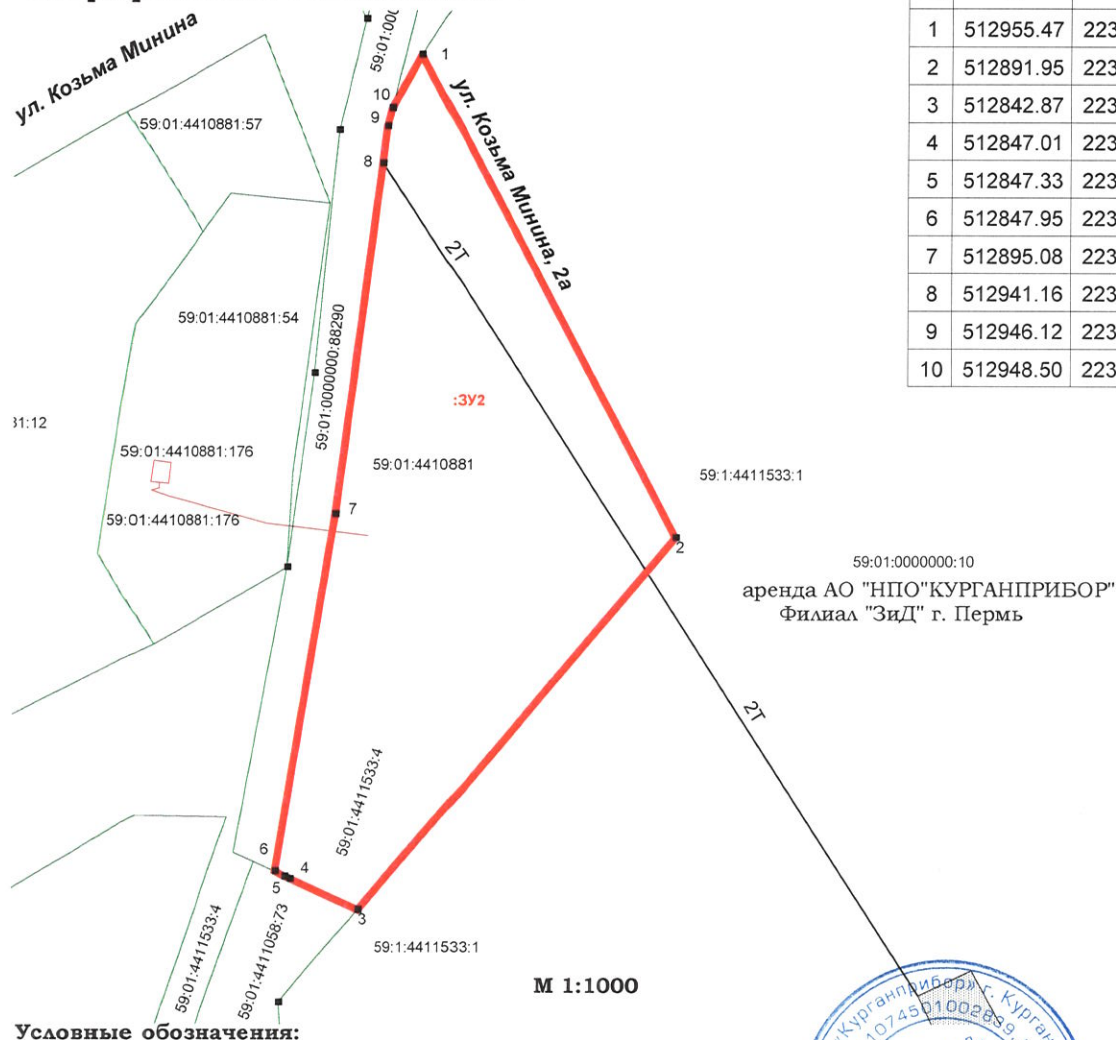 ул. Козьма Минина
59:01:4410881:57
10
9
8
1
ул. Козьма Минина, 2а
2Т
59:01:4410881:54
59:01:0000000:88290
:ЗУ2
31:12
59:01:4410881:176
59:01:4410881
59:1:4411533:1
59:01:4410881:176
7
2
59:01:0000000:10
аренда АО "НПО"КУРГАНПРИБОР"
Филиал "ЗиД" г. Пермь
2Т
59:01:4411533:4
6
4
5
3
59:01:4411533:4
59:01:4411058:73
59:1:4411533:1
М 1:1000
Условные обозначения:
1 512955.47 223
2 512891.95 223
3 512842.87 223
4 512847.01 223
5 512847.33 223
6 512847.95 223
7 512895.08 223
8 512941.16 223
9 512946.12 223
10 512948.50 223